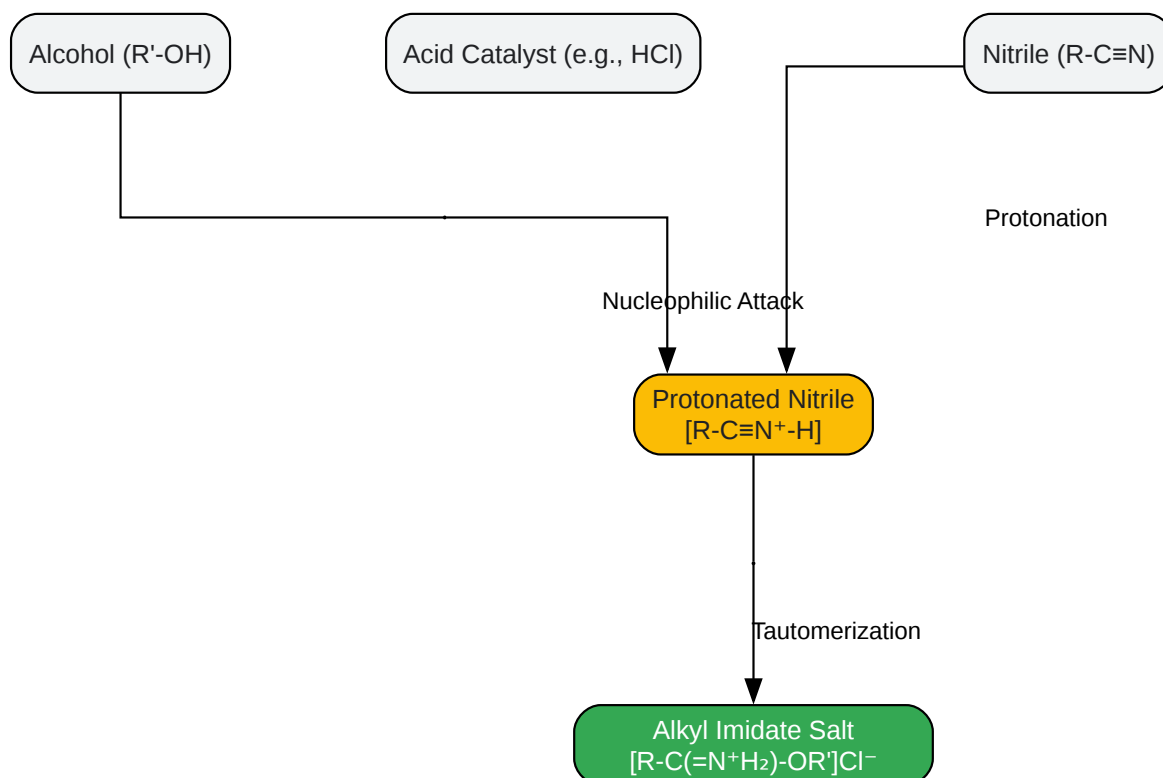 Alcohol (R'-OH)
Acid Catalyst (e.g., HCl)
Nitrile (R-C≡N)
Protonation
Nucleophilic Attack
Protonated Nitrile
[R-C≡N⁺-H]
Tautomerization
Alkyl Imidate Salt
[R-C(=N⁺H₂)-OR']Cl⁻